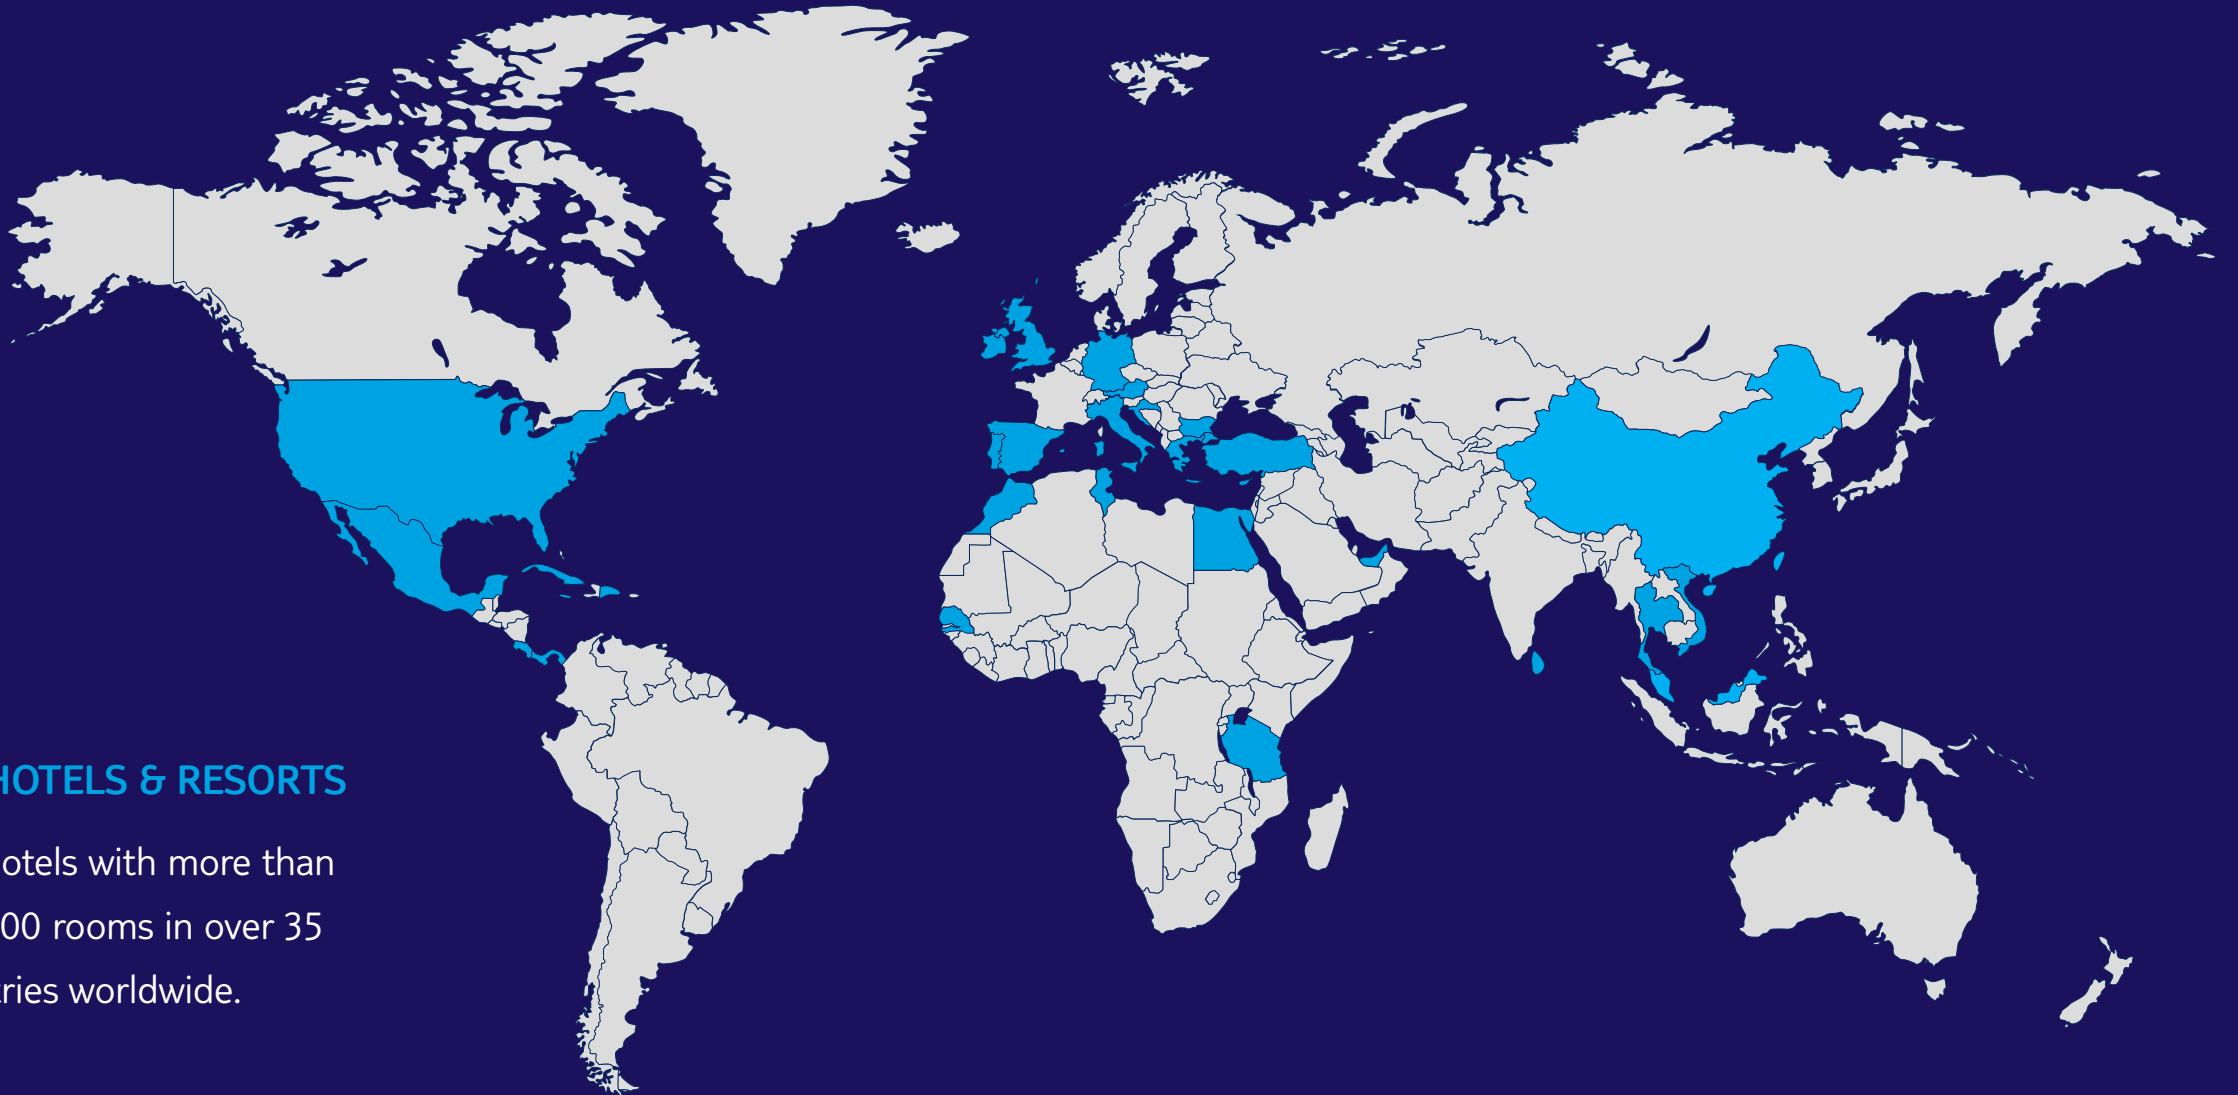 HOTELS & RESORTS
otels with more than
00 rooms in over 35
ries worldwide.